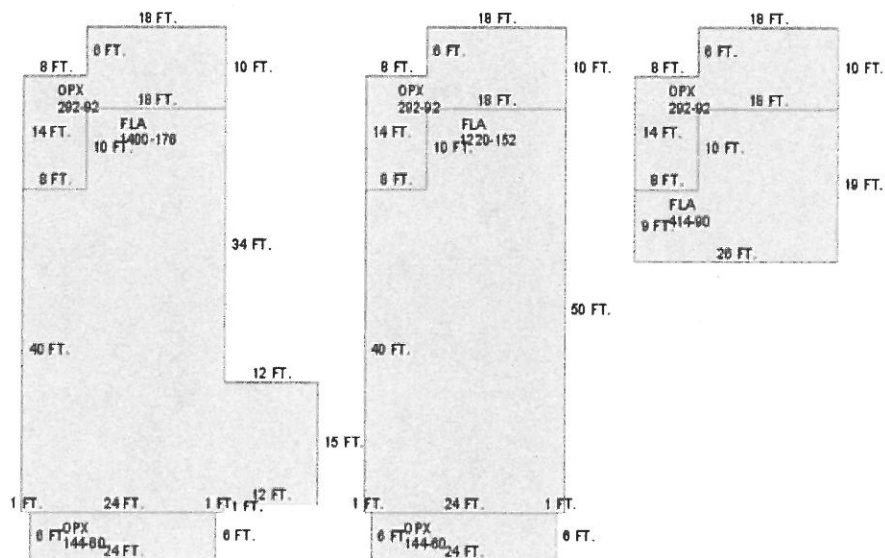 18 FT.
6 FT.
8 FT.
10 FT.
OPX
292-92
18 FT.
14 FT.
FLA
1400-176
10 FT.
8 FT.
34 FT.
40 FT.
12 FT.
15 FT.
12 FT.
1 FT.
24 FT.
1 FT.
1 FT.
6 FT.
OPX
144-60
24 FT.
6 FT.
18 FT.
6 FT.
8 FT.
10 FT.
OPX
292-92
18 FT.
14 FT.
FLA
1220-152
10 FT.
8 FT.
50 FT.
40 FT.
1 FT.
24 FT.
1 FT.
6 FT.
OPX
144-60
24 FT.
6 FT.
18 FT.
6 FT.
8 FT.
10 FT.
OPX
292-92
18 FT.
14 FT.
10 FT.
8 FT.
19 FT.
FLA
414-90
9 FT.
26 FT.